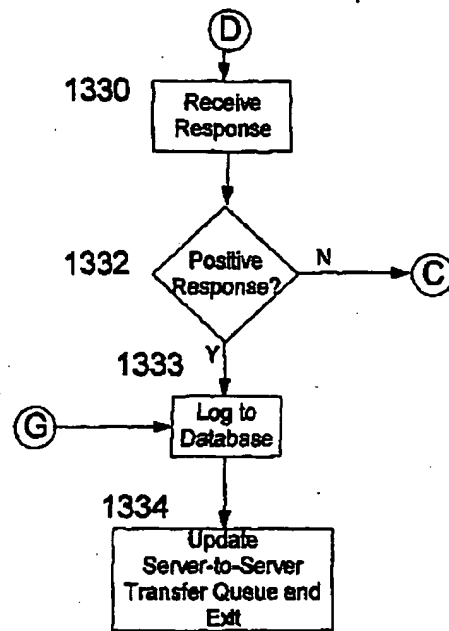 D
1330
Receive
Response
1332
Positive
Response?
N
C
Y
1333
G
Log to
Database
1334
Update
Server-to-Server
Transfer Queue and
Exit